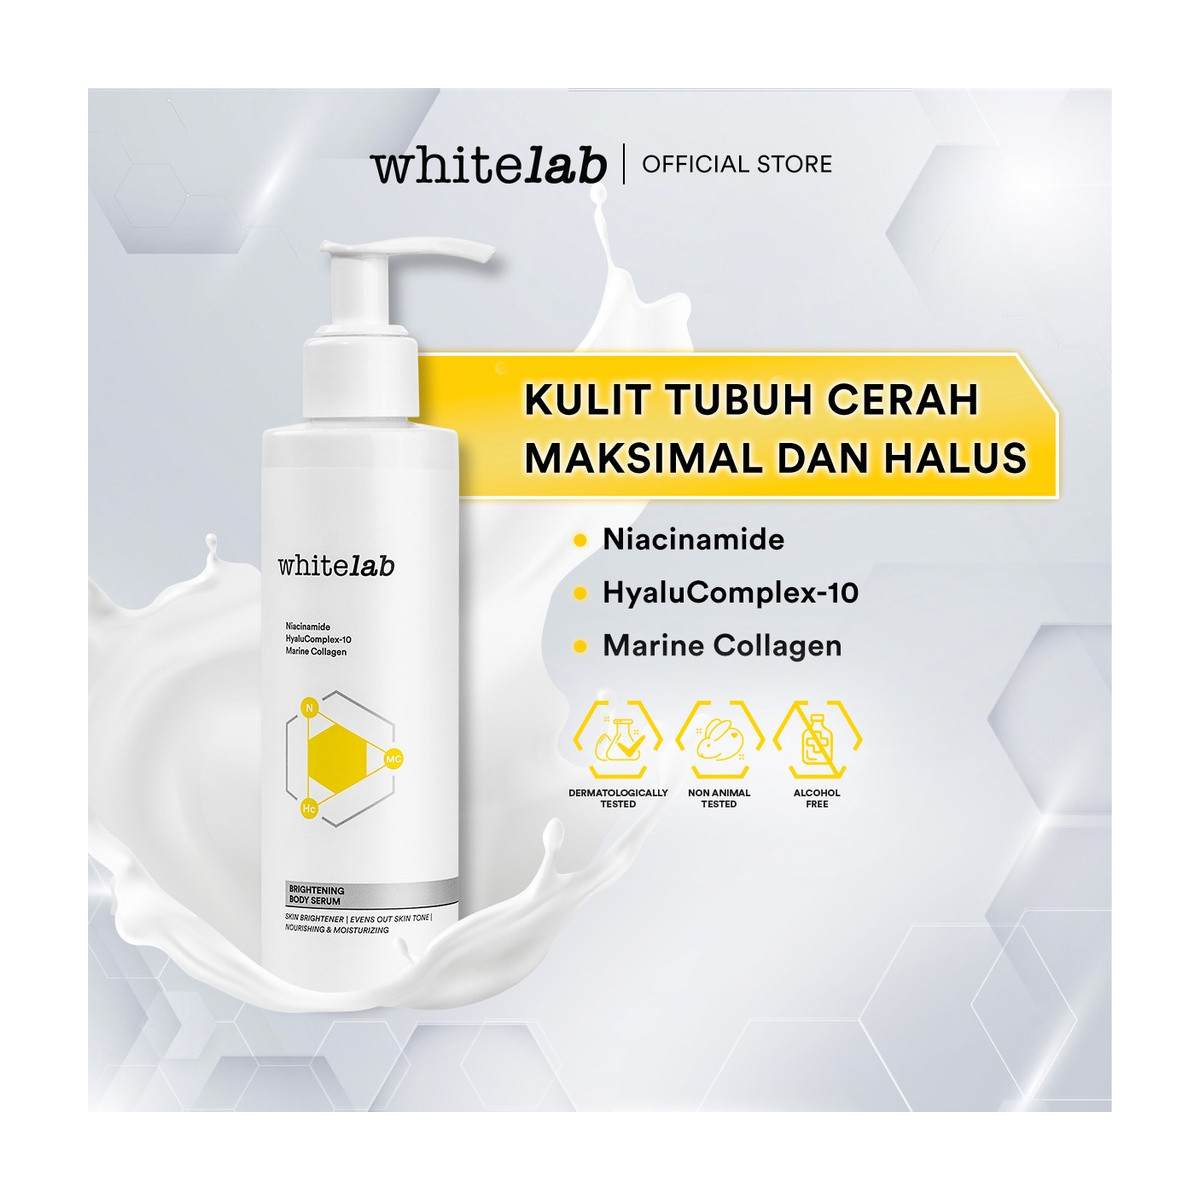 whitelab | OFFICIAL STORE
KULIT TUBUH CERAH
MAKSIMAL DAN HALUS
• Niacinamide
• HyaluComplex-10
• Marine Collagen
DERMATOLOGICALLY
TESTED
NON ANIMAL
TESTED
ALCOHOL
FREE
whitelab
Niacinamide
HyaluComplex-10
Marine Collagen
N
MC
Hc
BRIGHTENING
BODY SERUM
SKIN BRIGHTENER | EVENS OUT SKIN TONE |
NOURISHING & MOISTURIZING